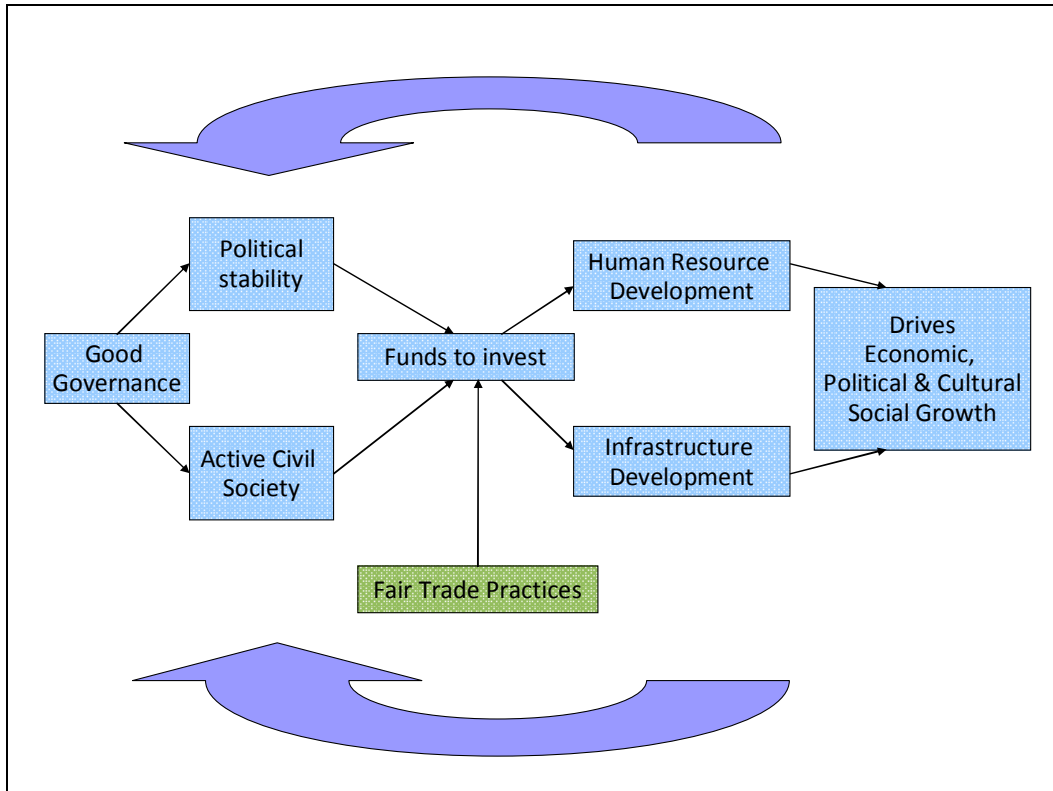 Political
stability
Human Resource
Development
Good
Governance
Funds to invest
Drives
Economic,
Political & Cultural
Social Growth
Active Civil
Society
Infrastructure
Development
Fair Trade Practices